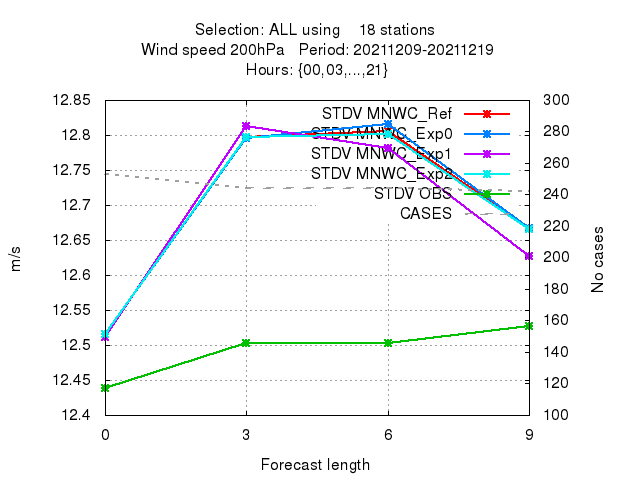 Selection: ALL using 18 stations
Wind speed 200hPa Period: 20211209-20211219
Hours: {00,03,...,21}
12.85
12.8
12.75
12.7
12.65
12.6
12.55
12.5
12.45
12.4
300
280
260
240
220
200
180
160
140
120
100
STDV MNWC_Ref
STDV MNWC_Exp0
STDV MNWC_Exp1
STDV MNWC_Exp2
STDV OBS
CASES
m/s
No cases
0 3 6 9
Forecast length